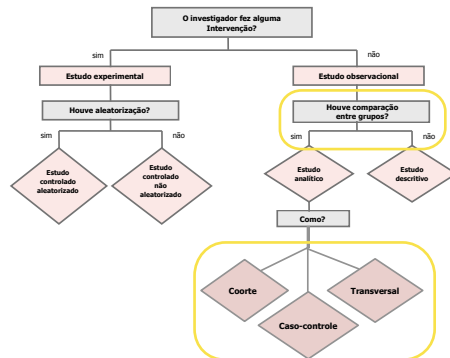 O investigador fez alguma
Intervenção?
sim
não
Estudo experimental
Estudo observacional
Houve aleatorização?
Houve comparação
entre grupos?
sim
não
sim
não
Estudo
controlado
aleatorizado
Estudo
controlado
não
aleatorizado
Estudo
analítico
Estudo
descritivo
Como?
Coorte
Transversal
Caso-controle